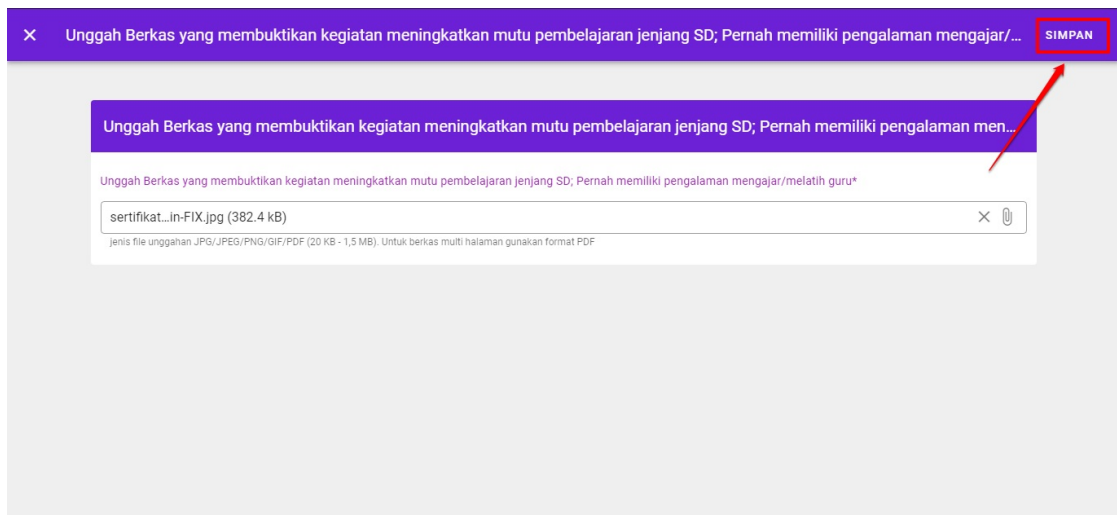 Unggah Berkas yang membuktikan kegiatan meningkatkan mutu pembelajaran jenjang SD; Pernah memiliki pengalaman mengajar/... SIMPAN
Unggah Berkas yang membuktikan kegiatan meningkatkan mutu pembelajaran jenjang SD; Pernah memiliki pengalaman men...
Unggah Berkas yang membuktikan kegiatan meningkatkan mutu pembelajaran jenjang SD; Pernah memiliki pengalaman mengajar/melatih guru*
sertifikat...in-FIX.jpg (382.4 kB)
jenis file unggahan JPG/JPEG/PNG/GIF/PDF (20 KB - 1,5 MB). Untuk berkas multi halaman gunakan format PDF